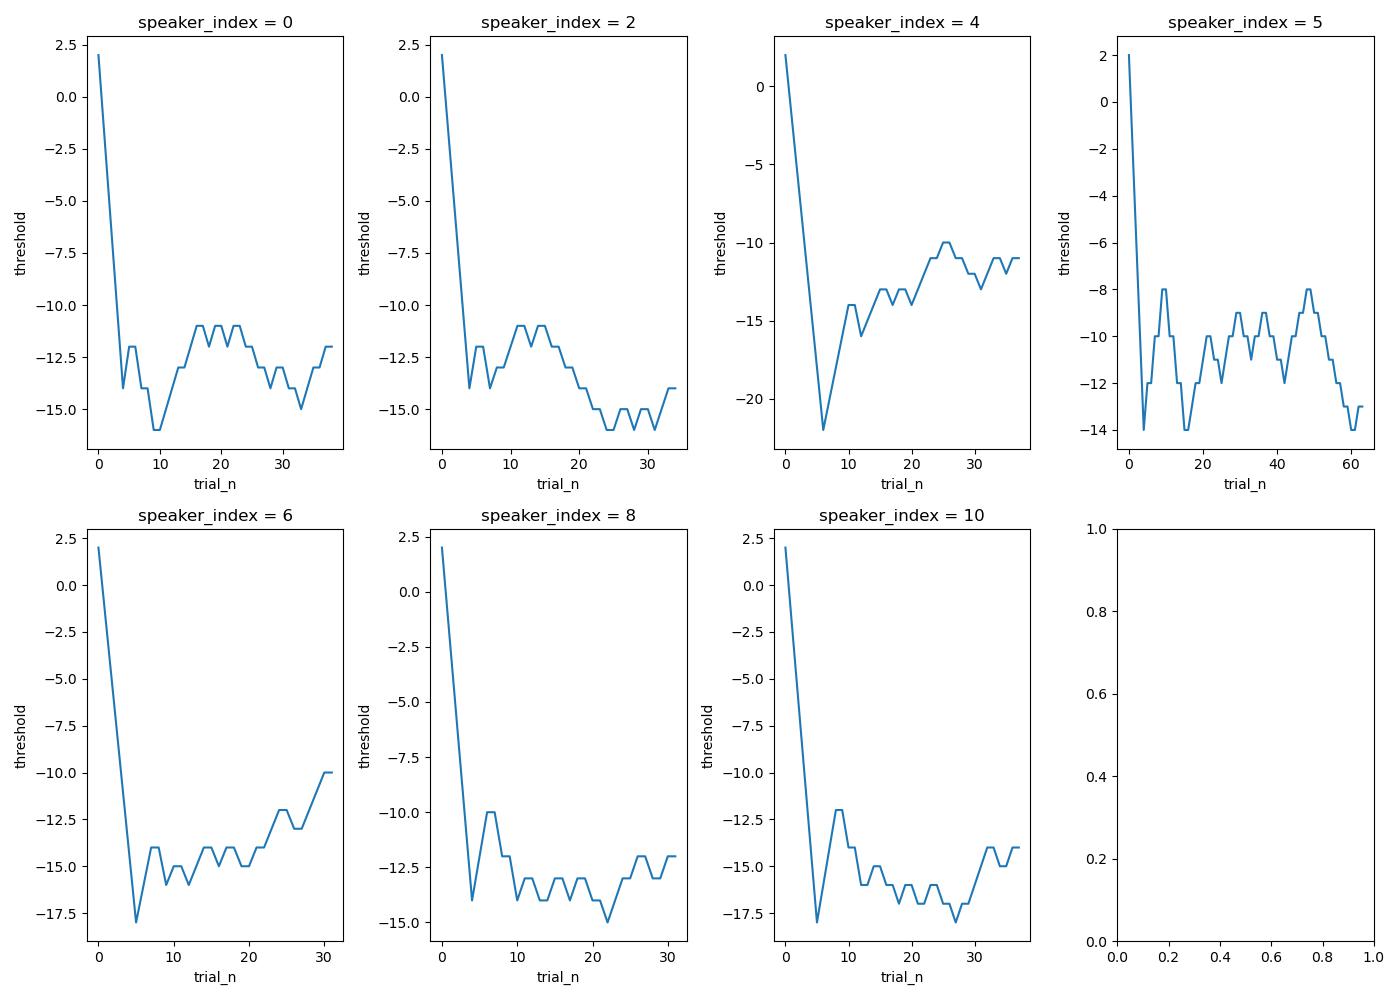 speaker_index = 0
2.5
0.0
−2.5
−5.0
−7.5
−10.0
−12.5
−15.0
threshold
0 10 20 30
trial_n
speaker_index = 2
2.5
0.0
−2.5
−5.0
−7.5
−10.0
−12.5
−15.0
threshold
0 10 20 30
trial_n
speaker_index = 4
0
−5
−10
−15
−20
threshold
0 10 20 30
trial_n
speaker_index = 5
2
0
−2
−4
−6
−8
−10
−12
−14
threshold
0 20 40 60
trial_n
speaker_index = 6
2.5
0.0
−2.5
−5.0
−7.5
−10.0
−12.5
−15.0
−17.5
threshold
0 10 20 30
trial_n
speaker_index = 8
2.5
0.0
−2.5
−5.0
−7.5
−10.0
−12.5
−15.0
threshold
0 10 20 30
trial_n
speaker_index = 10
2.5
0.0
−2.5
−5.0
−7.5
−10.0
−12.5
−15.0
−17.5
threshold
0 10 20 30
trial_n
1.0
0.8
0.6
0.4
0.2
0.0
0.0 0.2 0.4 0.6 0.8 1.0